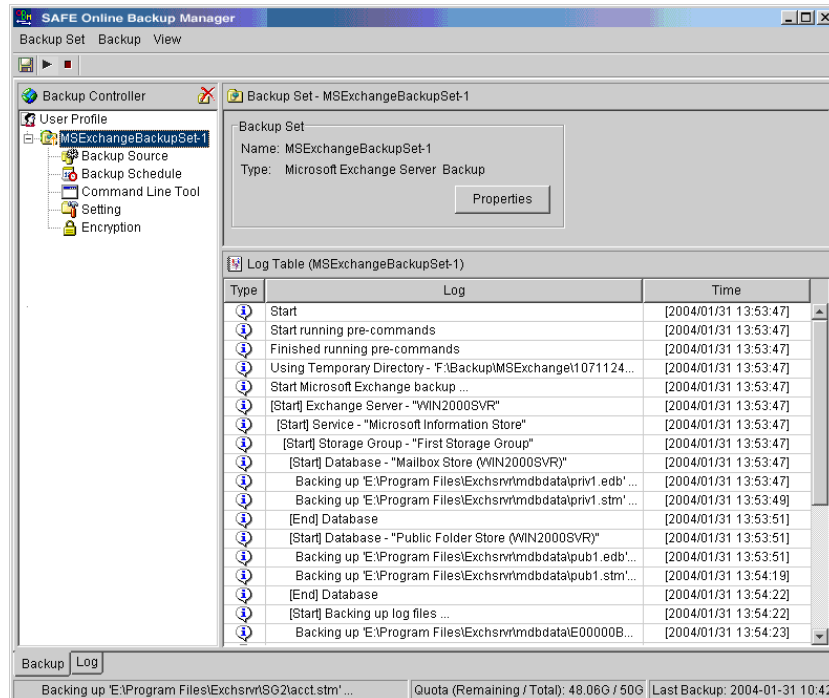 SAFE Online Backup Manager
Backup Set Backup View
Backup Controller
User Profile
MSExchangeBackupSet-1
Backup Source
Backup Schedule
Command Line Tool
Setting
Encryption
Backup Set - MSExchangeBackupSet-1
Backup Set
Name: MSExchangeBackupSet-1
Type: Microsoft Exchange Server Backup
Properties
Log Table (MSExchangeBackupSet-1)
Type Log Time
Start [2004/01/31 13:53:47]
Start running pre-commands [2004/01/31 13:53:47]
Finished running pre-commands [2004/01/31 13:53:47]
Using Temporary Directory - 'F:\Backup\MSExchange\1071124... [2004/01/31 13:53:47]
Start Microsoft Exchange backup ... [2004/01/31 13:53:47]
[Start] Exchange Server - "WIN2000SVR" [2004/01/31 13:53:47]
[Start] Service - "Microsoft Information Store" [2004/01/31 13:53:47]
[Start] Storage Group - "First Storage Group" [2004/01/31 13:53:47]
[Start] Database - "Mailbox Store (WIN2000SVR)" [2004/01/31 13:53:47]
Backing up 'E:\Program Files\Exchsrvr\mdbdata\priv1.edb' ... [2004/01/31 13:53:47]
Backing up 'E:\Program Files\Exchsrvr\mdbdata\priv1.stm' ... [2004/01/31 13:53:49]
[End] Database [2004/01/31 13:53:51]
[Start] Database - "Public Folder Store (WIN2000SVR)" [2004/01/31 13:53:51]
Backing up 'E:\Program Files\Exchsrvr\mdbdata\pub1.edb'... [2004/01/31 13:53:51]
Backing up 'E:\Program Files\Exchsrvr\mdbdata\pub1.stm'... [2004/01/31 13:54:19]
[End] Database [2004/01/31 13:54:22]
[Start] Backing up log files ... [2004/01/31 13:54:22]
Backing up 'E:\Program Files\Exchsrvr\mdbdata\E00000B... [2004/01/31 13:54:23]
Backup Log
Backing up 'E:\Program Files\Exchsrvr\SG2\acct.stm' ... Quota (Remaining / Total): 48.06G / 50G Last Backup: 2004-01-31 10:42